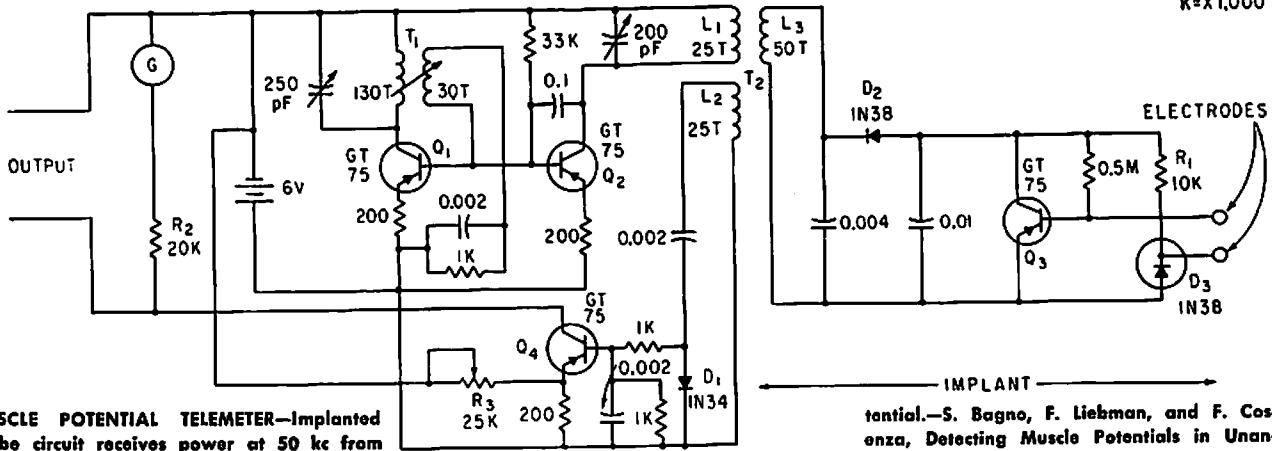 K=X1,000
L1
25T
L3
50T
T2
200
pF
33K
T1
250
pF
130T
30T
0.1
G
L2
25T
D2
1N38
ELECTRODES
GT
75
Q1
GT
75
Q2
OUTPUT
6V
GT
75
0.5M
R1
10K
0.002
200
200
1K
R2
20K
0.002
0.004
0.01
Q3
D3
1N38
GT
75
Q4
1K
0.002
D1
1N34
R3
25K
200
1K
IMPLANT
SCLE POTENTIAL TELEMETER—Implanted
be circuit receives power at 50 kc from
tential.—S. Bagno, F. Liebman, and F. Cos-
enza, Detecting Muscle Potentials in Unan-